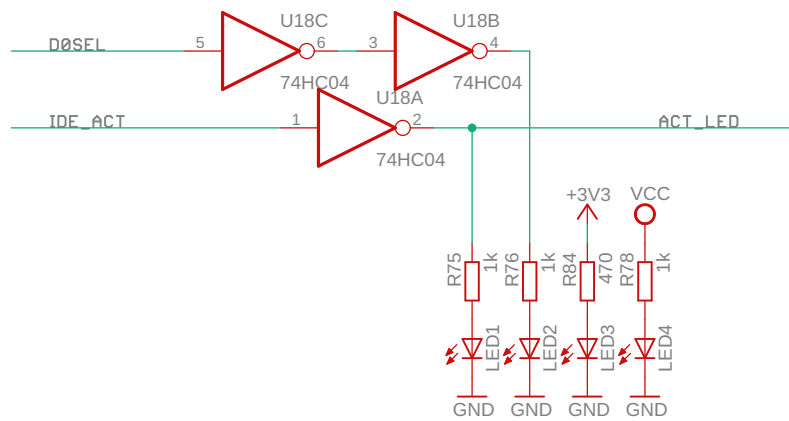 U18C
U18B
D0SEL
5
6
3
4
74HC04
74HC04
U18A
IDE_ACT
1
2
ACT_LED
74HC04
+3V3
VCC
R75
1k
R76
1k
R84
470
R78
1k
LED1
LED2
LED3
LED4
GND
GND
GND
GND